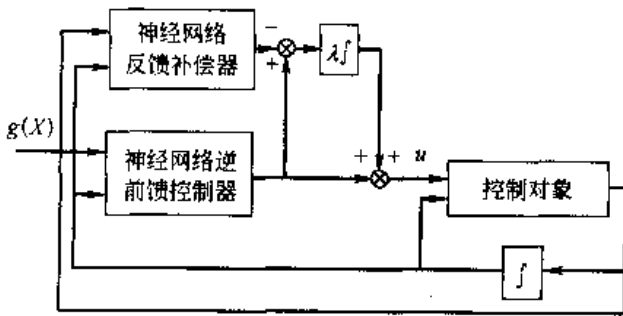 神经网络
反馈补偿器
−
+
λ∫
g(X)
神经网络逆
前馈控制器
+ + u
控制对象
∫